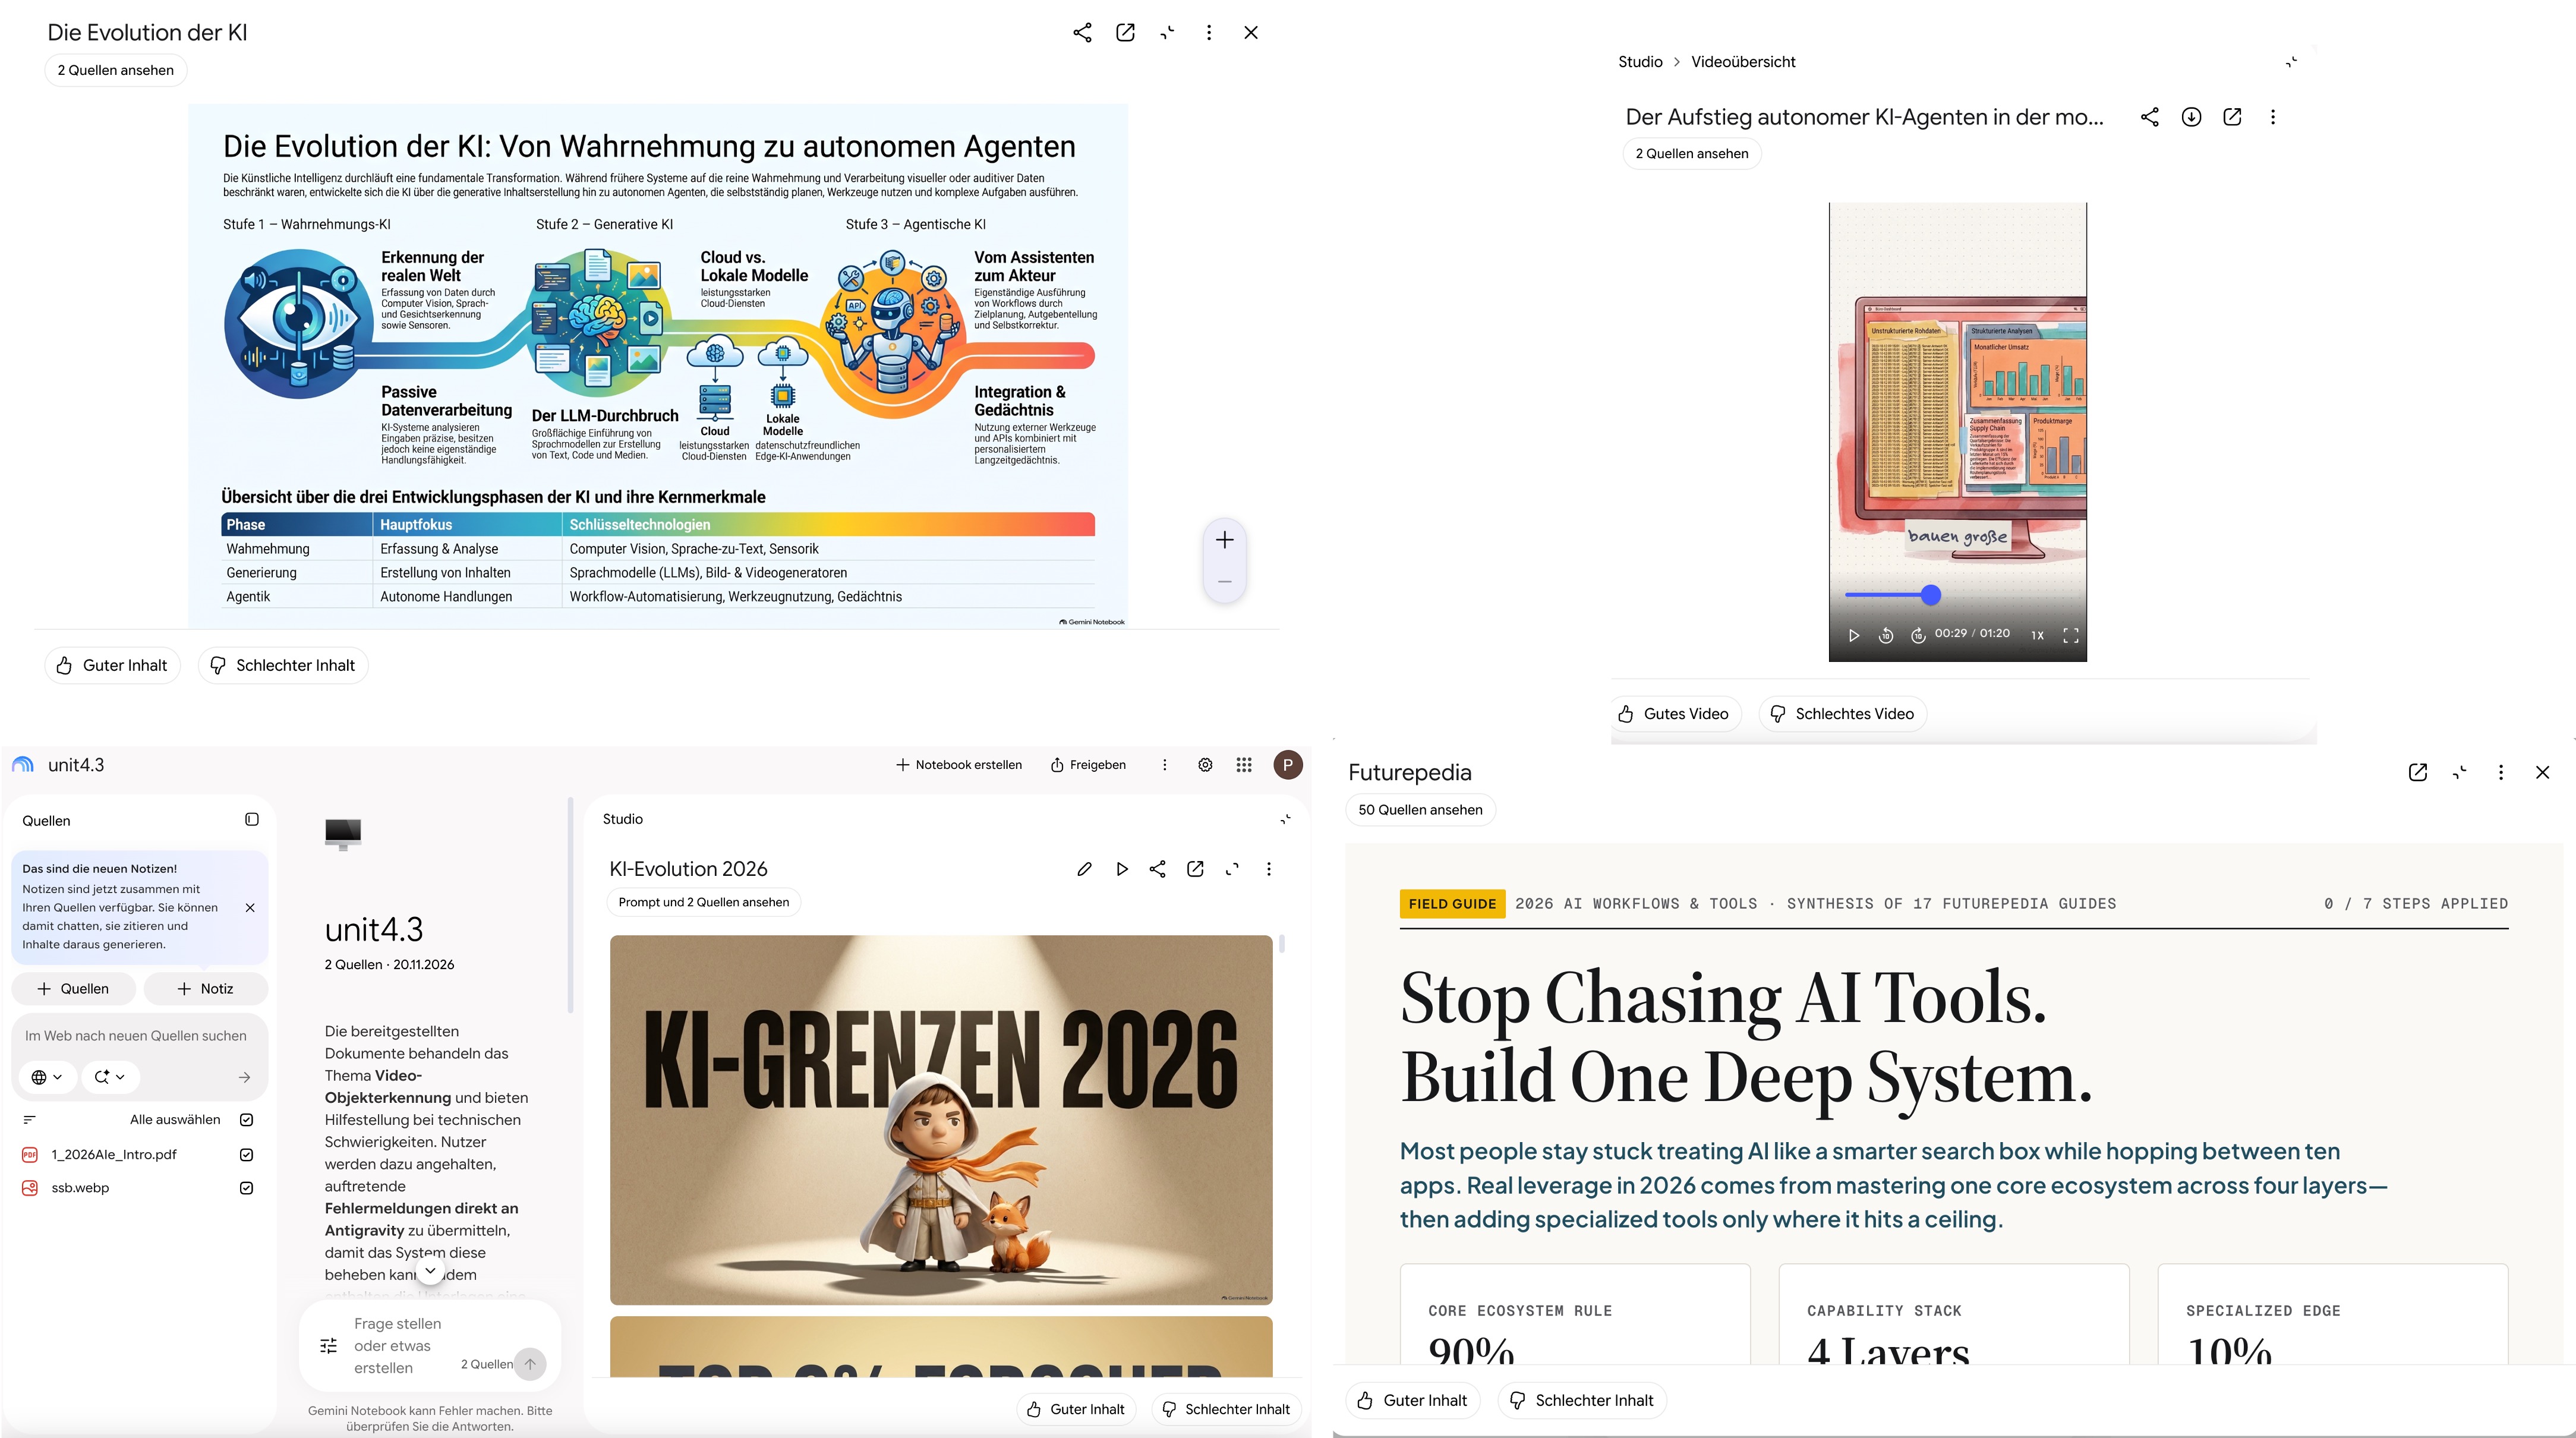 Die Evolution der KI
2 Quellen ansehen
Die Evolution der KI: Von Wahrnehmung zu autonomen Agenten
Die Künstliche Intelligenz durchläuft eine fundamentale Transformation. Während frühere Systeme auf die reine Wahrnehmung und Verarbeitung visueller oder auditiver Daten
beschränkt waren, entwickelte sich die KI über die generative Inhaltserstellung hin zu autonomen Agenten, die selbstständig planen, Werkzeuge nutzen und komplexe Aufgaben ausführen.
Stufe 1 – Wahrnehmungs-KI
Erkennung der
realen Welt
Erfassung von Daten durch
Computer Vision, Sprach-
und Gesichtserkennung
sowie Sensoren.
Passive
Datenverarbeitung
KI-Systeme analysieren
Eingaben präzise, besitzen
jedoch keine eigenständige
Handlungsfähigkeit.
Stufe 2 – Generative KI
Der LLM-Durchbruch
Großflächige Einführung von
Sprachmodellen zur Erstellung
von Text, Code und Medien.
Cloud vs.
Lokale Modelle
leistungsstarken
Cloud-Diensten
Cloud
leistungsstarken
Cloud-Diensten
Lokale
Modelle
datenschutzfreundlichen
Edge-KI-Anwendungen
Stufe 3 – Agentische KI
API
Vom Assistenten
zum Akteur
Eigenständige Ausführung
von Workflows durch
Zielplanung, Autgebentellung
und Selbstkorrektur.
Integration &
Gedächtnis
Nutzung externer Werkzeuge
und APIs kombiniert mit
personalisiertem
Langzeitgedächtnis.
Übersicht über die drei Entwicklungsphasen der KI und ihre Kernmerkmale
Phase Hauptfokus Schlüsseltechnologien
Wahmehmung Erfassung & Analyse Computer Vision, Sprache-zu-Text, Sensorik
Generierung Erstellung von Inhalten Sprachmodelle (LLMs), Bild- & Videogeneratoren
Agentik Autonome Handlungen Workflow-Automatisierung, Werkzeugnutzung, Gedächtnis
Gemini Notebook
Guter Inhalt Schlechter Inhalt
Studio > Videoübersicht
Der Aufstieg autonomer KI-Agenten in der mo...
2 Quellen ansehen
Unstrukturierte Rohdaten
Strukturierte Analysen
Monatlicher Umsatz
Zusammenfassung
Supply Chain
Produktmarge
bauen große
10 10 00:29 / 01:20 1X
Gutes Video Schlechtes Video
unit4.3
Notebook erstellen Freigeben P
Quellen
Das sind die neuen Notizen!
Notizen sind jetzt zusammen mit
Ihren Quellen verfügbar. Sie können
damit chatten, sie zitieren und
Inhalte daraus generieren.
+ Quellen + Notiz
Im Web nach neuen Quellen suchen
Alle auswählen
PDF 1_2026AIe_Intro.pdf
ssb.webp
unit4.3
2 Quellen · 20.11.2026
Die bereitgestellten
Dokumente behandeln das
Thema Video-
Objekterkennung und bieten
Hilfestellung bei technischen
Schwierigkeiten. Nutzer
werden dazu angehalten,
auftretende
Fehlermeldungen direkt an
Antigravity zu übermitteln,
damit das System diese
beheben
Frage stellen
oder etwas
erstellen
2 Quellen
Gemini Notebook kann Fehler machen. Bitte
überprüfen Sie die Antworten.
Studio
KI-Evolution 2026
Prompt und 2 Quellen ansehen
KI-GRENZEN 2026
Gemini Notebook
Guter Inhalt Schlechter Inhalt
Futurepedia
50 Quellen ansehen
FIELD GUIDE 2026 AI WORKFLOWS & TOOLS · SYNTHESIS OF 17 FUTUREPEDIA GUIDES 0 / 7 STEPS APPLIED
Stop Chasing AI Tools.
Build One Deep System.
Most people stay stuck treating AI like a smarter search box while hopping between ten
apps. Real leverage in 2026 comes from mastering one core ecosystem across four layers—
then adding specialized tools only where it hits a ceiling.
CORE ECOSYSTEM RULE
90%
CAPABILITY STACK
4 Layers
SPECIALIZED EDGE
10%
Guter Inhalt Schlechter Inhalt